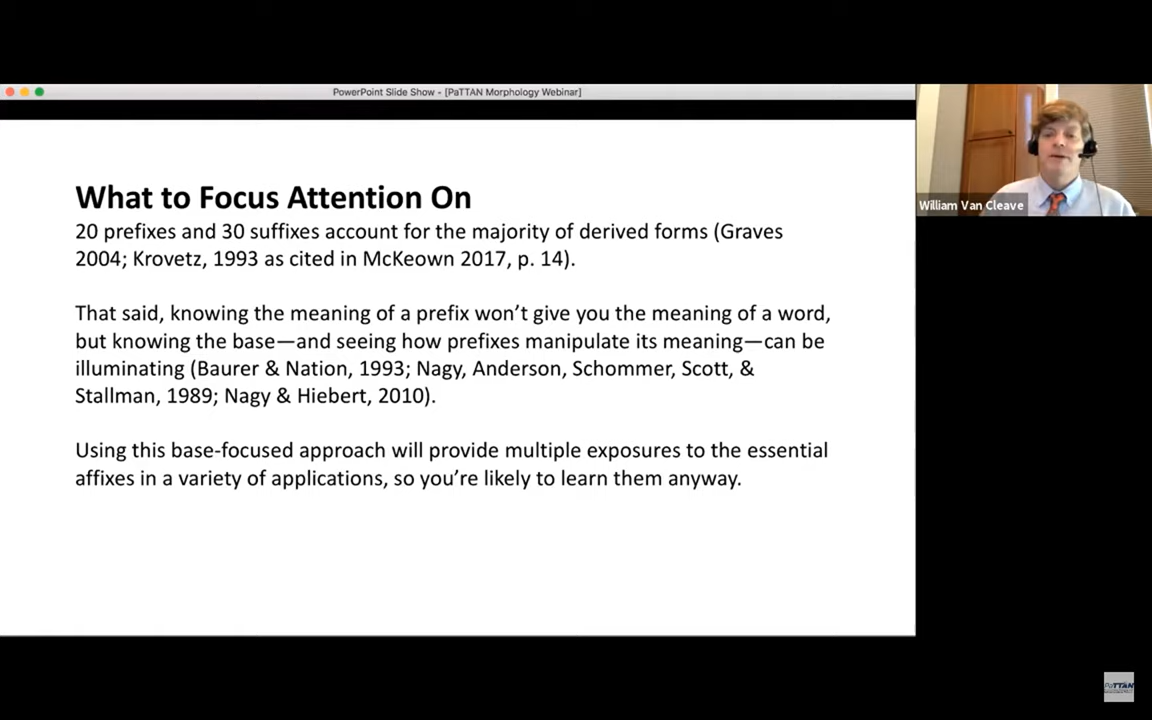 PowerPoint Slide Show - [PaTTAN Morphology Webinar]
What to Focus Attention On
20 prefixes and 30 suffixes account for the majority of derived forms (Graves
2004; Krovetz, 1993 as cited in McKeown 2017, p. 14).
That said, knowing the meaning of a prefix won’t give you the meaning of a word,
but knowing the base—and seeing how prefixes manipulate its meaning—can be
illuminating (Baurer & Nation, 1993; Nagy, Anderson, Schommer, Scott, &
Stallman, 1989; Nagy & Hiebert, 2010).
Using this base-focused approach will provide multiple exposures to the essential
affixes in a variety of applications, so you’re likely to learn them anyway.
William Van Cleave
PaTTAN